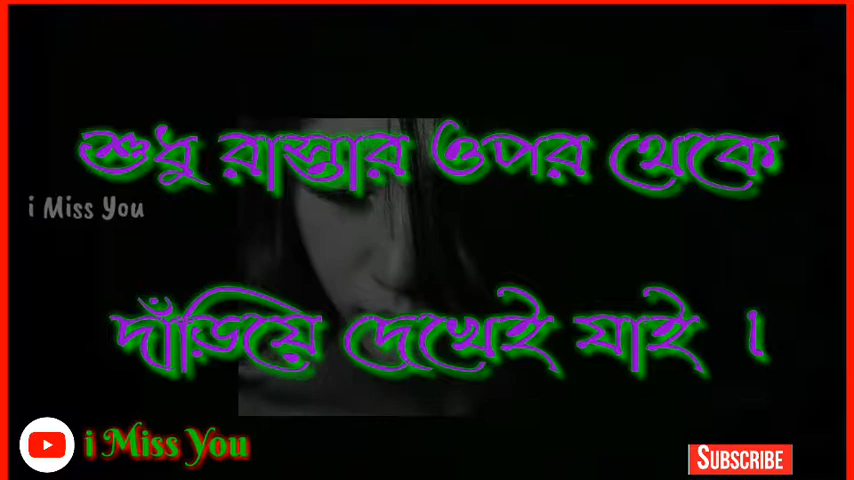 শুধু রাস্তার ওপর থেকে
i Miss You
দাঁড়িয়ে দেখেই যাই ।
i Miss You
SUBSCRIBE